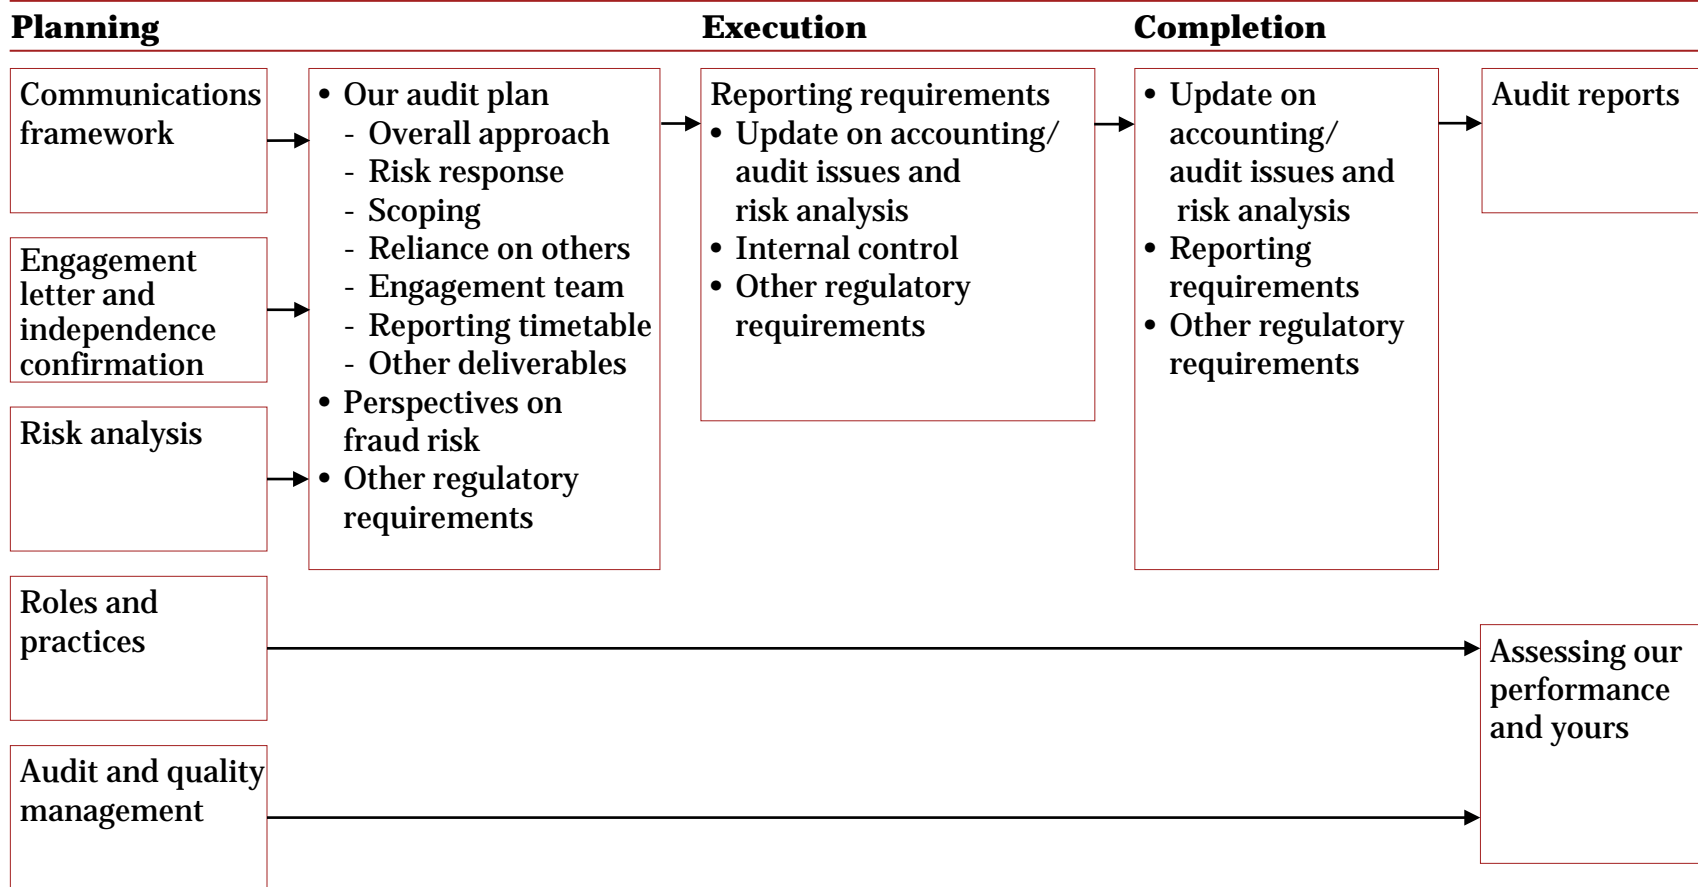 Planning
Execution
Completion
Communications
framework
Engagement
letter and
independence
confirmation
Risk analysis
Roles and
practices
Audit and quality
management
• Our audit plan
- Overall approach
- Risk response
- Scoping
- Reliance on others
- Engagement team
- Reporting timetable
- Other deliverables
• Perspectives on
fraud risk
• Other regulatory
requirements
Reporting requirements
• Update on accounting/
audit issues and
risk analysis
• Internal control
• Other regulatory
requirements
• Update on
accounting/
audit issues and
risk analysis
• Reporting
requirements
• Other regulatory
requirements
Audit reports
Assessing our
performance
and yours